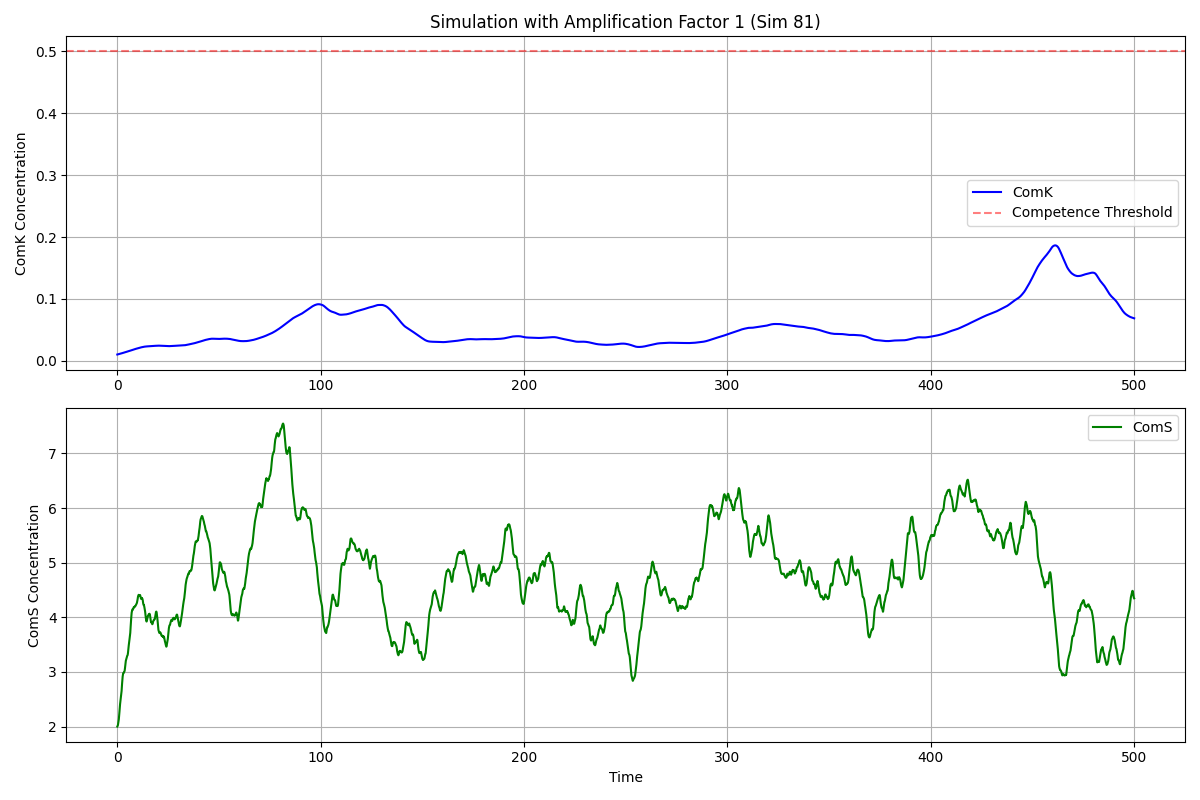 Simulation with Amplification Factor 1 (Sim 81)
ComK Concentration
0.5
0.4
0.3
0.2
0.1
0.0
ComK
Competence Threshold
0 100 200 300 400 500
ComS Concentration
7
6
5
4
3
2
ComS
0 100 200 300 400 500
Time